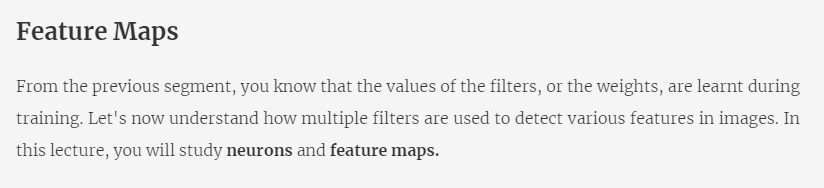 Feature Maps
From the previous segment, you know that the values of the filters, or the weights, are learnt during
training. Let's now understand how multiple filters are used to detect various features in images. In
this lecture, you will study neurons and feature maps.